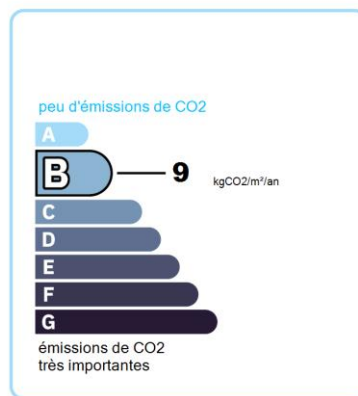 peu d'émissions de CO2
A
B 9 kgCO2/m²/an
C
D
E
F
G
émissions de CO2
très importantes